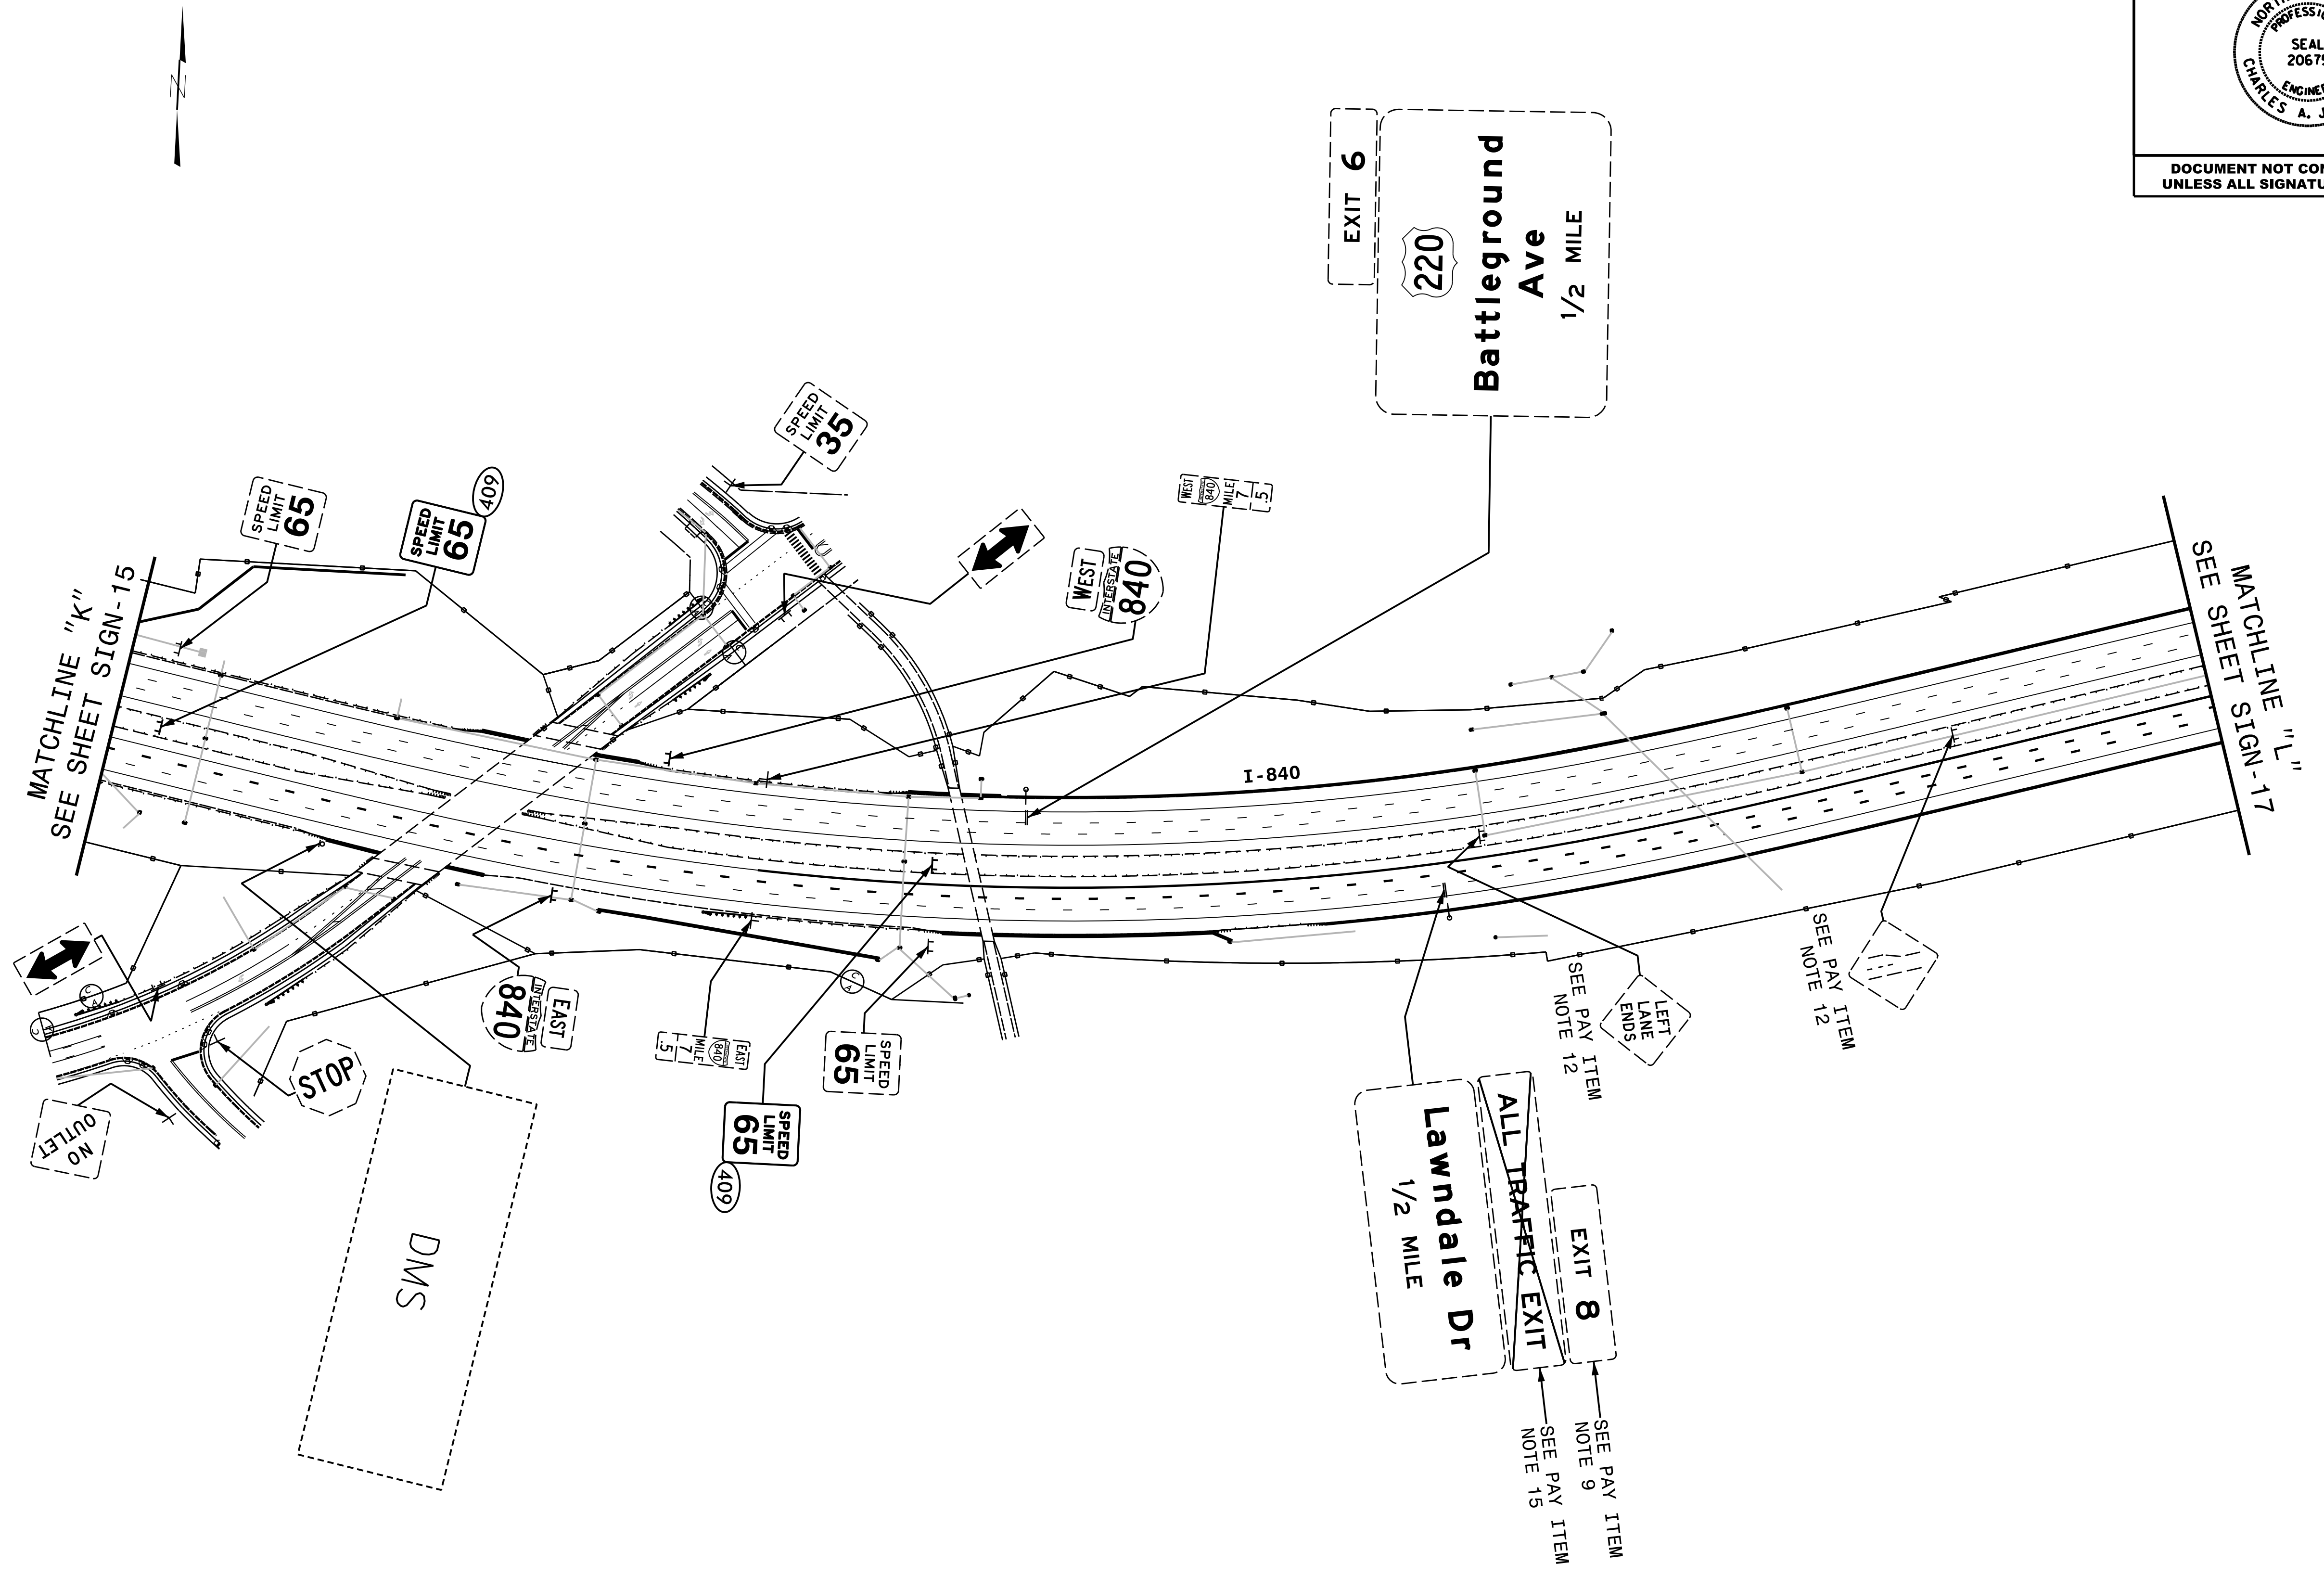 SEAL
CHARLES A. J
DOCUMENT NOT CON
UNLESS ALL SIGNATU
N
EXIT 6
220
Battleground
Ave
1/2 MILE
SPEED
LIMIT
35
SPEED
LIMIT
65
SPEED
LIMIT
65
409
WEST
840
MILE
7
.5
WEST
INTERSTATE
840
MATCHLINE "K"
SEE SHEET SIGN-15
MATCHLINE "L"
SEE SHEET SIGN-17
I-840
EAST
INTERSTATE
840
EAST
840
MILE
7
.5
SPEED
LIMIT
65
SPEED
LIMIT
65
409
STOP
NO
OUTLET
DMS
LEFT
LANE
ENDS
SEE PAY ITEM
NOTE 12
SEE PAY ITEM
NOTE 12
EXIT 8
ALL TRAFFIC EXIT
Lawndale Dr
1/2 MILE
SEE PAY ITEM
NOTE 9
SEE PAY ITEM
NOTE 15
C
A
C
A